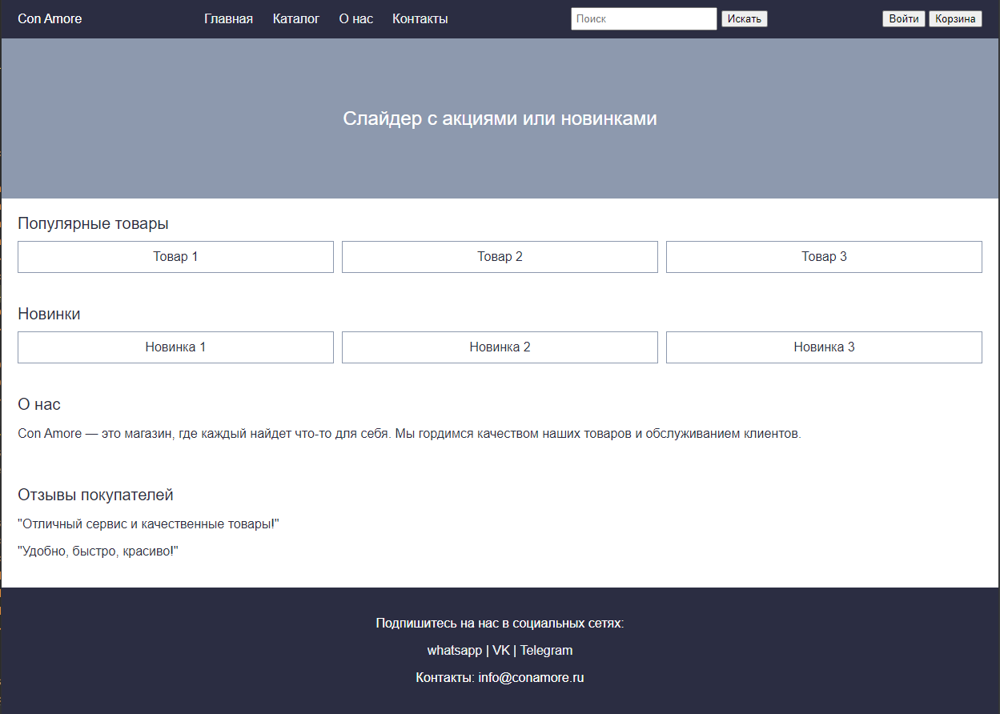 Con Amore Главная Каталог О нас Контакты Поиск Искать Войти Корзина
Слайдер с акциями или новинками
Популярные товары
Товар 1 Товар 2 Товар 3
Новинки
Новинка 1 Новинка 2 Новинка 3
О нас
Con Amore — это магазин, где каждый найдет что-то для себя. Мы гордимся качеством наших товаров и обслуживанием клиентов.
Отзывы покупателей
"Отличный сервис и качественные товары!"
"Удобно, быстро, красиво!"
Подпишитесь на нас в социальных сетях:
whatsapp | VK | Telegram
Контакты: info@conamore.ru